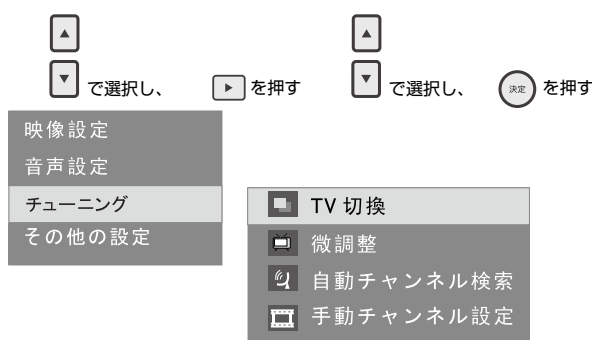 で選択し、 を押す
で選択し、 決定 を押す
映像設定
音声設定
チューニング
その他の設定
TV 切換
微調整
自動チャンネル検索
手動チャンネル設定